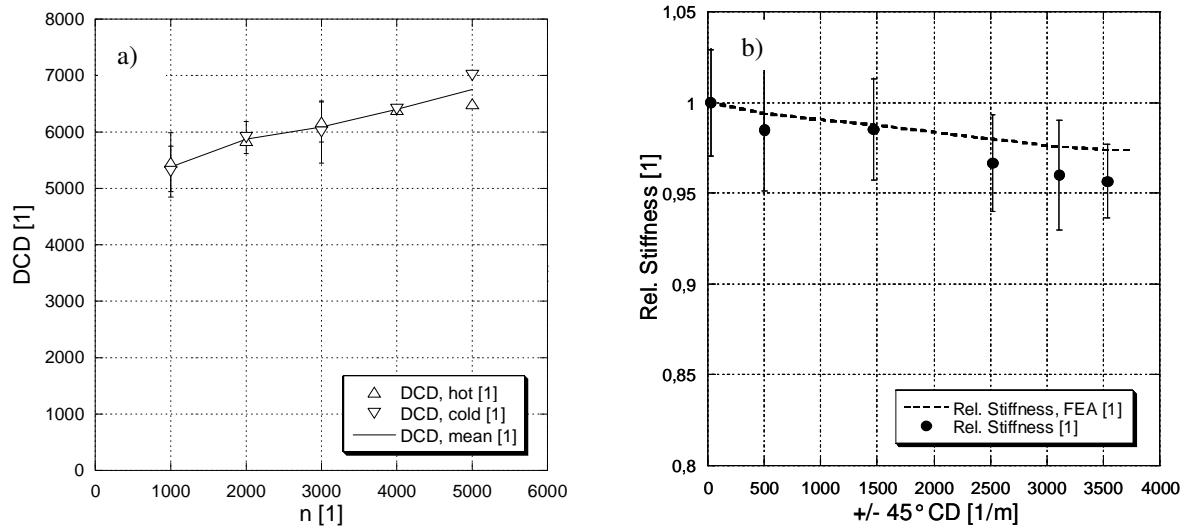 a)
8000
7000
6000
5000
4000
3000
2000
1000
0
DCD [1]
DCD, hot [1]
DCD, cold [1]
DCD, mean [1]
0 1000 2000 3000 4000 5000 6000
n [1]
b)
1,05
1
0,95
0,9
0,85
0,8
Rel. Stiffness [1]
Rel. Stiffness, FEA [1]
Rel. Stiffness [1]
0 500 1000 1500 2000 2500 3000 3500 4000
+/- 45° CD [1/m]